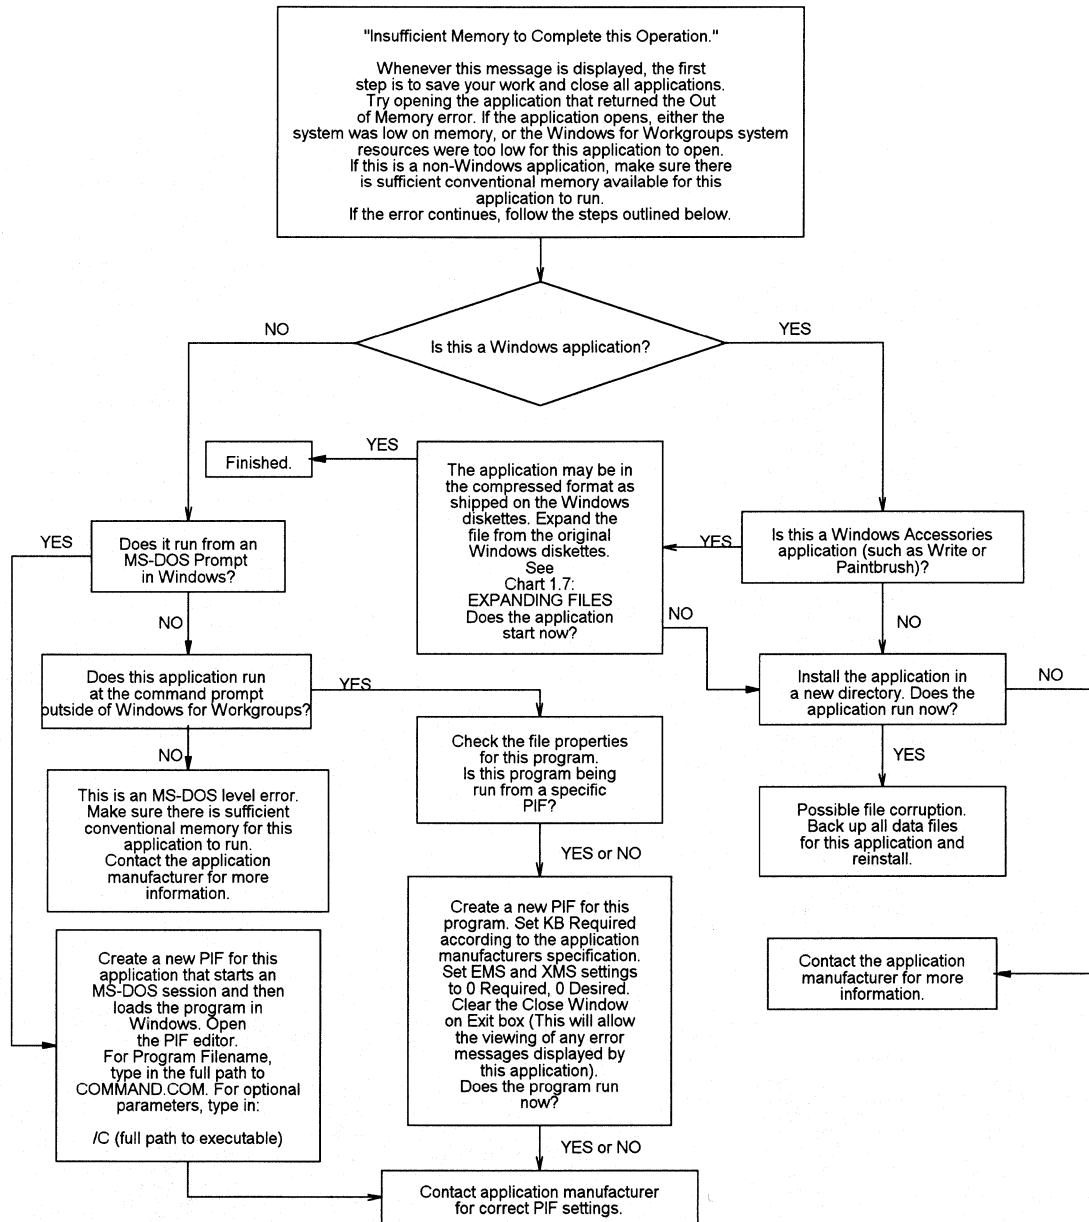 "Insufficient Memory to Complete this Operation."
Whenever this message is displayed, the first
step is to save your work and close all applications.
Try opening the application that returned the Out
of Memory error. If the application opens, either the
system was low on memory, or the Windows for Workgroups system
resources were too low for this application to open.
If this is a non-Windows application, make sure there
is sufficient conventional memory available for this
application to run.
If the error continues, follow the steps outlined below.
NO
YES
Is this a Windows application?
YES
Finished.
The application may be in
the compressed format as
shipped on the Windows
diskettes. Expand the
file from the original
Windows diskettes.
See
Chart 1.7:
EXPANDING FILES
Does the application
start now?
YES
Is this a Windows Accessories
application (such as Write or
Paintbrush)?
YES
Does it run from an
MS-DOS Prompt
in Windows?
NO
NO
NO
Does this application run
at the command prompt
outside of Windows for Workgroups?
YES
Install the application in
a new directory. Does the
application run now?
NO
Check the file properties
for this program.
Is this program being
run from a specific
PIF?
NO
YES
This is an MS-DOS level error.
Make sure there is sufficient
conventional memory for this
application to run.
Contact the application
manufacturer for more
information.
Possible file corruption.
Back up all data files
for this application and
reinstall.
YES or NO
Create a new PIF for this
program. Set KB Required
according to the application
manufacturers specification.
Set EMS and XMS settings
to 0 Required, 0 Desired.
Clear the Close Window
on Exit box (This will allow
the viewing of any error
messages displayed by
this application).
Does the program run
now?
Create a new PIF for this
application that starts an
MS-DOS session and then
loads the program in
Windows. Open
the PIF editor.
For Program Filename,
type in the full path to
COMMAND.COM. For optional
parameters, type in:
/C (full path to executable)
Contact the application
manufacturer for more
information.
YES or NO
Contact application manufacturer
for correct PIF settings.